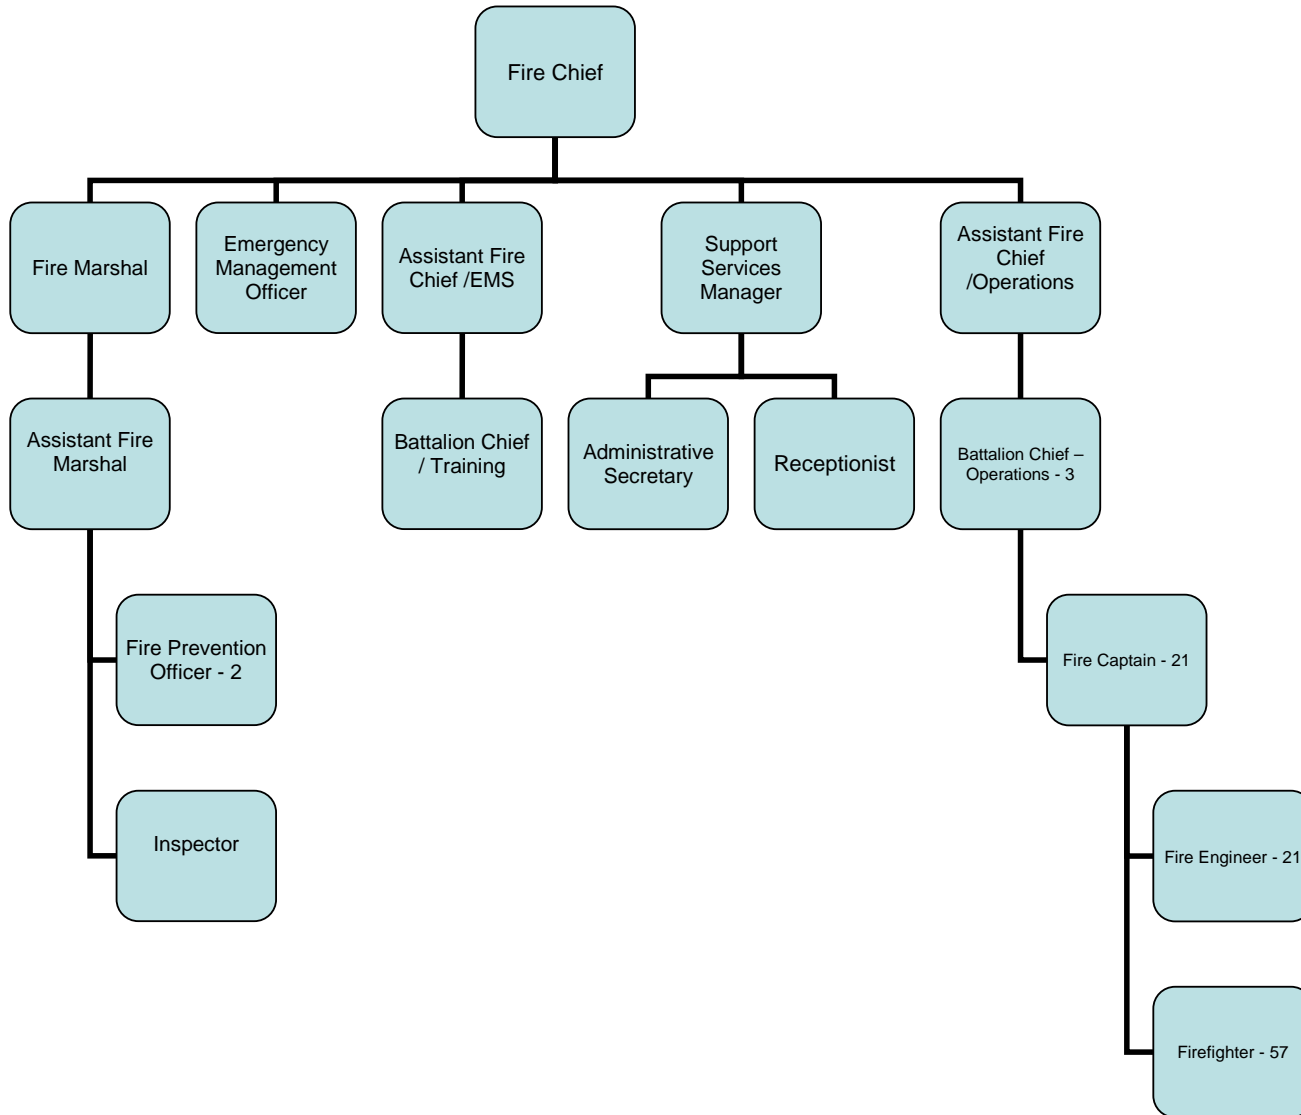 Fire Chief
Fire Marshal
Emergency
Management
Officer
Assistant Fire
Chief /EMS
Support
Services
Manager
Assistant Fire
Chief
/Operations
Assistant Fire
Marshal
Battalion Chief
/ Training
Administrative
Secretary
Receptionist
Battalion Chief –
Operations - 3
Fire Prevention
Officer - 2
Fire Captain - 21
Inspector
Fire Engineer - 21
Firefighter - 57